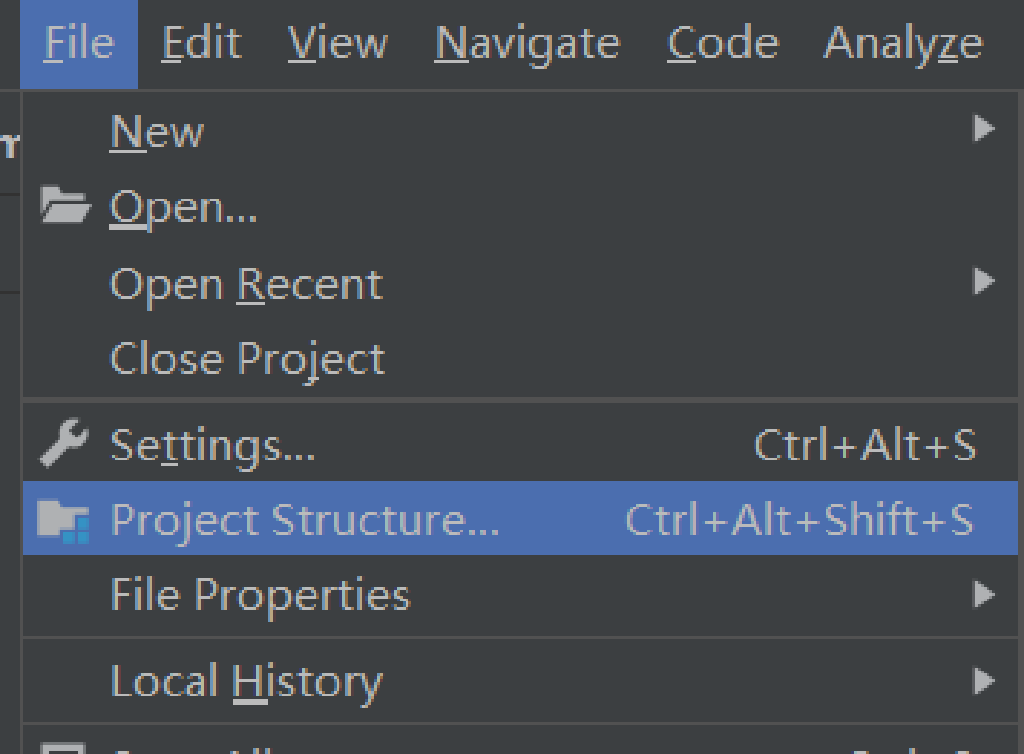 File Edit View Navigate Code Analyze
New
Open...
Open Recent
Close Project
Settings... Ctrl+Alt+S
Project Structure... Ctrl+Alt+Shift+S
File Properties
Local History